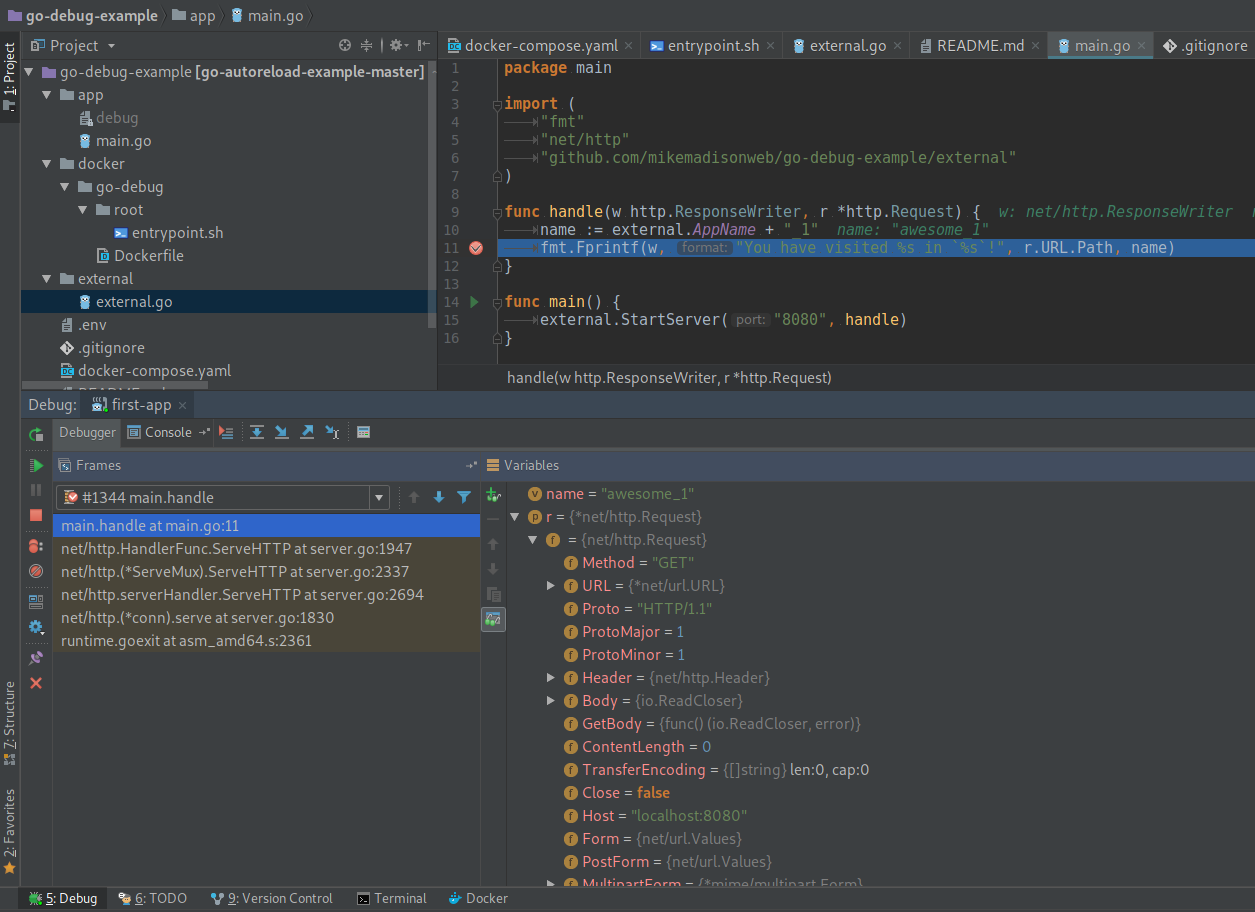 go-debug-example app main.go
1: Project
Project
go-debug-example [go-autoreload-example-master]
app
debug
main.go
docker
go-debug
root
entrypoint.sh
Dockerfile
external
external.go
.env
.gitignore
docker-compose.yaml
docker-compose.yaml entrypoint.sh external.go README.md main.go .gitignore
1 package main
2
3 import (
4 "fmt"
5 "net/http"
6 "github.com/mikemadisonweb/go-debug-example/external"
7 )
8
9 func handle(w http.ResponseWriter, r *http.Request) { w: net/http.ResponseWriter
10 name := external.AppName + "_1" name: "awesome_1"
11 fmt.Fprintf(w, format: "You have visited %s in `%s`!", r.URL.Path, name)
12 }
13
14 func main() {
15 external.StartServer( port: "8080", handle)
16 }
handle(w http.ResponseWriter, r *http.Request)
Debug: first-app
Debugger Console
Frames
#1344 main.handle
main.handle at main.go:11
net/http.HandlerFunc.ServeHTTP at server.go:1947
net/http.(*ServeMux).ServeHTTP at server.go:2337
net/http.serverHandler.ServeHTTP at server.go:2694
net/http.(*conn).serve at server.go:1830
runtime.goexit at asm_amd64.s:2361
Variables
name = "awesome_1"
r = {*net/http.Request}
= {net/http.Request}
Method = "GET"
URL = {*net/url.URL}
Proto = "HTTP/1.1"
ProtoMajor = 1
ProtoMinor = 1
Header = {net/http.Header}
Body = {io.ReadCloser}
GetBody = {func() (io.ReadCloser, error)}
ContentLength = 0
TransferEncoding = {[]string} len:0, cap:0
Close = false
Host = "localhost:8080"
Form = {net/url.Values}
PostForm = {net/url.Values}
MultipartForm = {*mime/multipart.Form}
7: Structure
2: Favorites
5: Debug 6: TODO 9: Version Control Terminal Docker